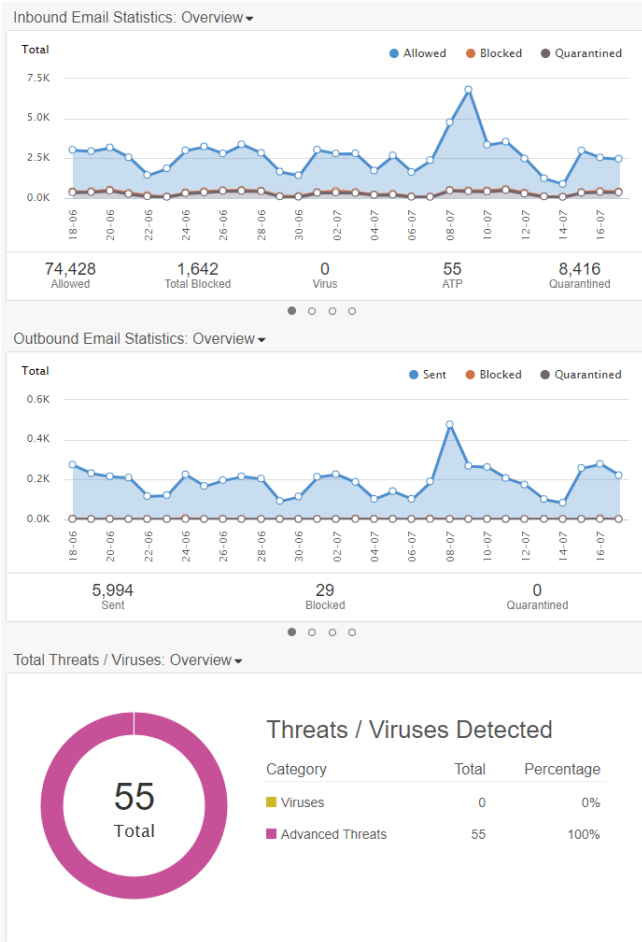 Inbound Email Statistics: Overview
Total
Allowed Blocked Quarantined
7.5K
5.0K
2.5K
0.0K
18-06 20-06 22-06 24-06 26-06 28-06 30-06 02-07 04-07 06-07 08-07 10-07 12-07 14-07 16-07
74,428 1,642 0 55 8,416
Allowed Total Blocked Virus ATP Quarantined
Outbound Email Statistics: Overview
Total
Sent Blocked Quarantined
0.6K
0.4K
0.2K
0.0K
18-06 20-06 22-06 24-06 26-06 28-06 30-06 02-07 04-07 06-07 08-07 10-07 12-07 14-07 16-07
5,994 29 0
Sent Blocked Quarantined
Total Threats / Viruses: Overview
55
Total
Threats / Viruses Detected
Category Total Percentage
Viruses 0 0%
Advanced Threats 55 100%